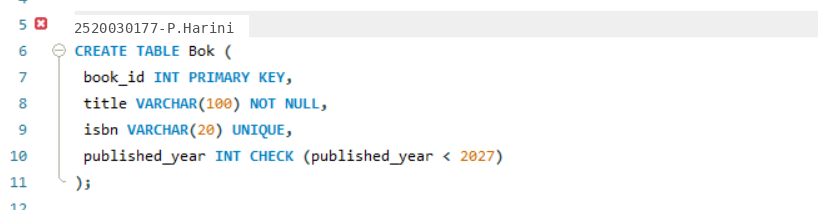 5 2520030177-P.Harini
6 CREATE TABLE Bok (
7 book_id INT PRIMARY KEY,
8 title VARCHAR(100) NOT NULL,
9 isbn VARCHAR(20) UNIQUE,
10 published_year INT CHECK (published_year < 2027)
11 );